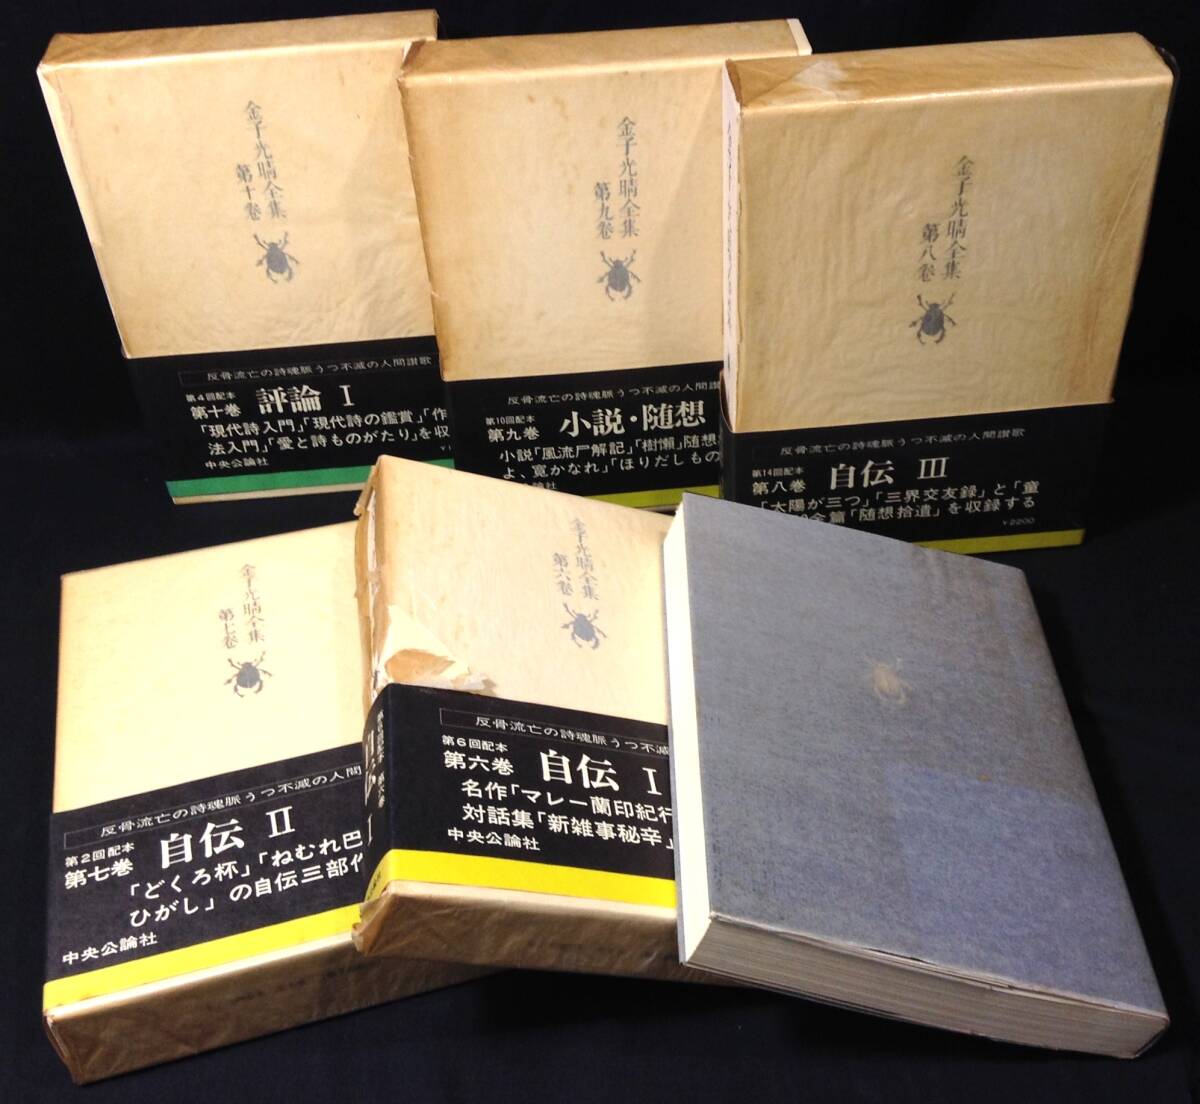 金子光晴全集
第十巻
反骨流亡の詩魂脈うつ不滅の人間讃歌
第4回配本
第十巻 評論 Ⅰ
「現代詩入門」「現代詩の鑑賞」「作
法入門」「愛と詩ものがたり」を収
中央公論社
金子光晴全集
第九巻
反骨流亡の詩魂脈うつ不滅の人間讃
第10回配本
第九巻 小説・随想
小説「風流尸解記」「樹懶」随想
よ、寛かなれ」「ほりだしもの
論社
金子光晴全集
第八巻
反骨流亡の詩魂脈うつ不滅の人間讃歌
第14回配本
第八巻 自伝 Ⅲ
「太陽が三つ」「三界交友録」と「童
全篇「随想拾遺」を収録する
¥2200
金子光晴全集
第七巻
反骨流亡の詩魂脈うつ不滅の人間
第2回配本
第七巻 自伝 Ⅱ
「どくろ杯」「ねむれ巴
ひがし」の自伝三部作
中央公論社
金子光晴全集
第六巻
反骨流亡の詩魂脈うつ不滅
第6回配本
第六巻 自伝 Ⅰ
名作「マレー蘭印紀行
対話集「新雑事秘辛」
中央公論社